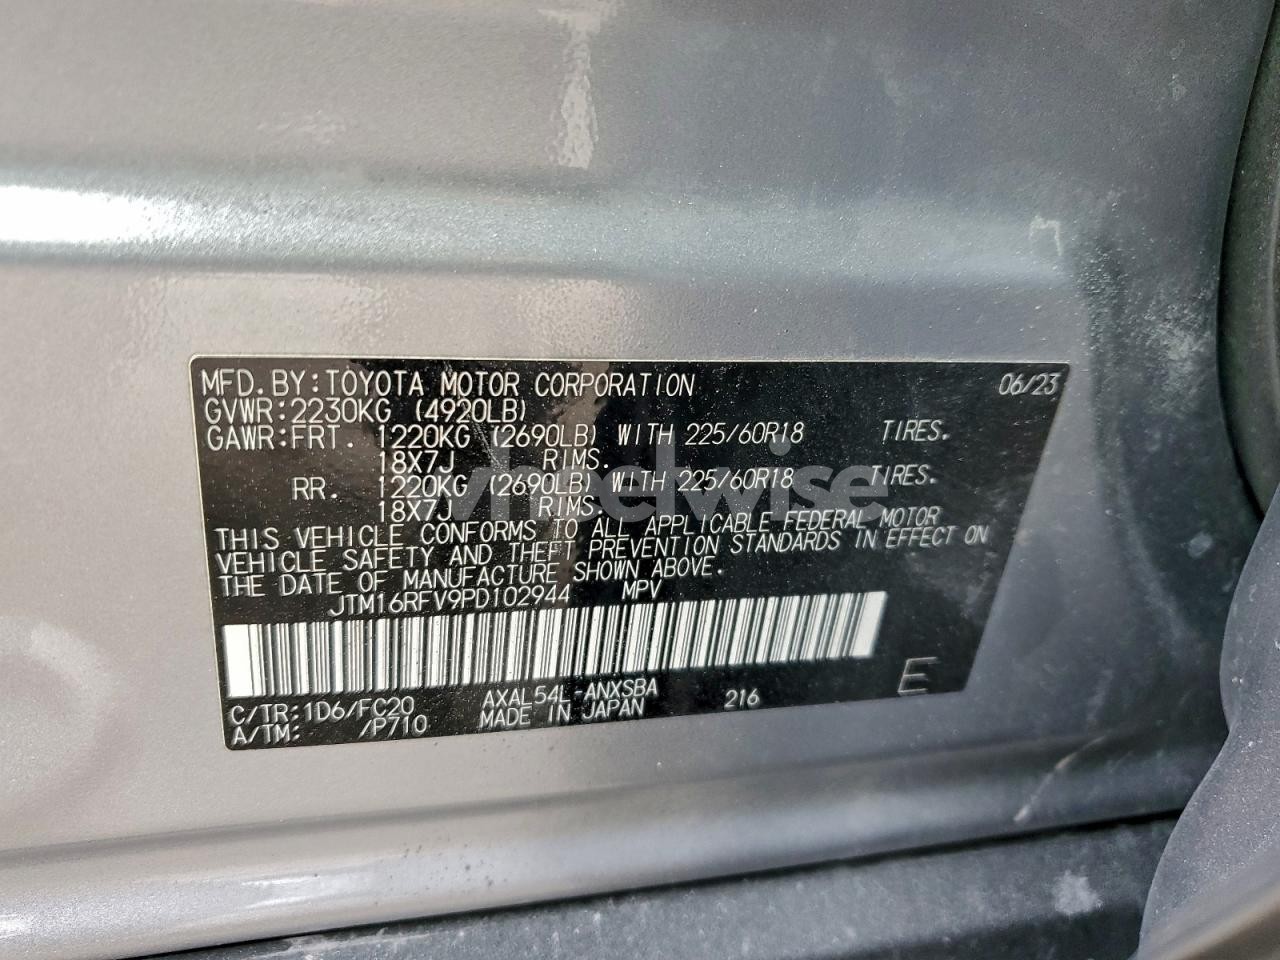 MFD.BY:TOYOTA MOTOR CORPORATION 06/23
GVWR:2230KG (4920LB)
GAWR:FRT. 1220KG (2690LB) WITH 225/60R18 TIRES.
18X7J RIMS.
RR. 1220KG (2690LB) WITH 225/60R18 TIRES.
18X7J RIMS.
THIS VEHICLE CONFORMS TO ALL APPLICABLE FEDERAL MOTOR
VEHICLE SAFETY AND THEFT PREVENTION STANDARDS IN EFFECT ON
THE DATE OF MANUFACTURE SHOWN ABOVE.
JTM16RFV9PD102944 MPV
C/TR:1D6/FC20 AXAL54L-ANXSBA 216 E
A/TM: /P710 MADE IN JAPAN
wheelwise